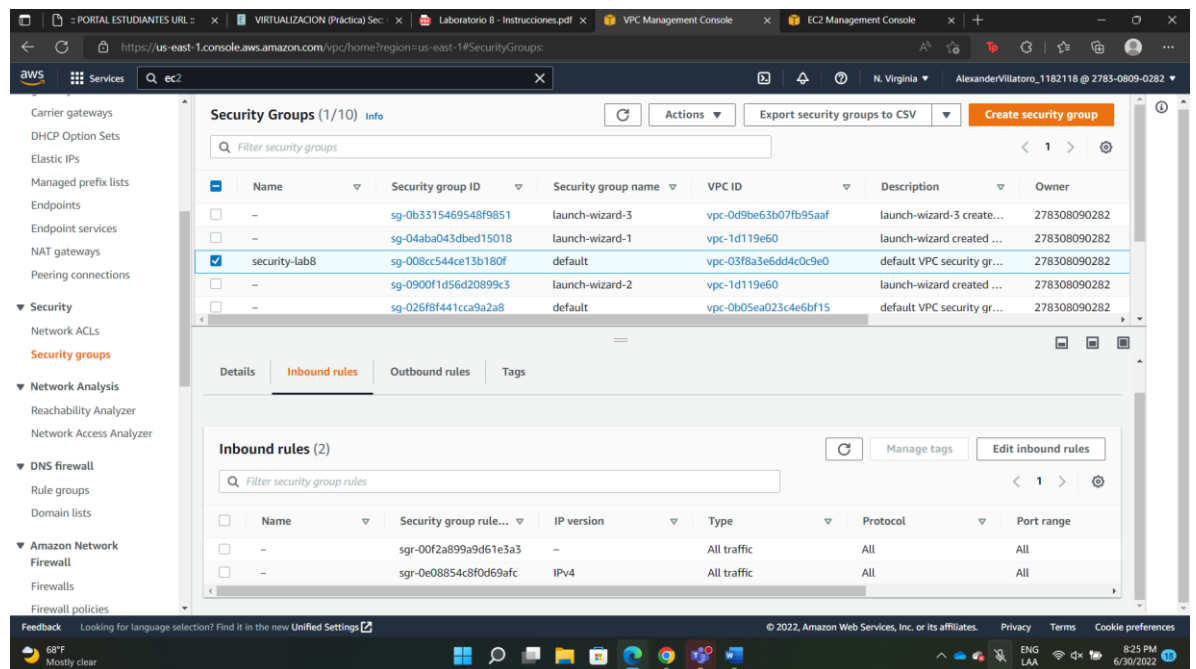 :: PORTAL ESTUDIANTES URL ::
VIRTUALIZACION (Práctica) Sec:
Laboratorio 8 - Instrucciones.pdf
VPC Management Console
EC2 Management Console
https://us-east-1.console.aws.amazon.com/vpc/home?region=us-east-1#SecurityGroups:
aws Services ec2 N. Virginia ▼ AlexanderVillatoro_1182118 @ 2783-0809-0282 ▼
Carrier gateways
DHCP Option Sets
Elastic IPs
Managed prefix lists
Endpoints
Endpoint services
NAT gateways
Peering connections
▼ Security
Network ACLs
Security groups
▼ Network Analysis
Reachability Analyzer
Network Access Analyzer
▼ DNS firewall
Rule groups
Domain lists
▼ Amazon Network
Firewall
Firewalls
Firewall policies
Security Groups (1/10) Info
Actions ▼ Export security groups to CSV ▼ Create security group
Filter security groups
1
Name Security group ID Security group name VPC ID Description Owner
– sg-0b3315469548f9851 launch-wizard-3 vpc-0d9be63b07fb95aaf launch-wizard-3 create... 278308090282
– sg-04aba043dbed15018 launch-wizard-1 vpc-1d119e60 launch-wizard created ... 278308090282
security-lab8 sg-008cc544ce13b180f default vpc-03f8a3e6dd4c0c9e0 default VPC security gr... 278308090282
– sg-0900f1d56d20899c3 launch-wizard-2 vpc-1d119e60 launch-wizard created ... 278308090282
– sg-026f8f441cca9a2a8 default vpc-0b05ea023c4e6bf15 default VPC security gr... 278308090282
Details Inbound rules Outbound rules Tags
Inbound rules (2)
Manage tags Edit inbound rules
Filter security group rules
1
Name Security group rule... IP version Type Protocol Port range
– sgr-00f2a899a9d61e3a3 – All traffic All All
– sgr-0e08854c8f0d69afc IPv4 All traffic All All
Feedback Looking for language selection? Find it in the new Unified Settings © 2022, Amazon Web Services, Inc. or its affiliates. Privacy Terms Cookie preferences
68°F
Mostly clear
ENG
LAA
8:25 PM
6/30/2022
18